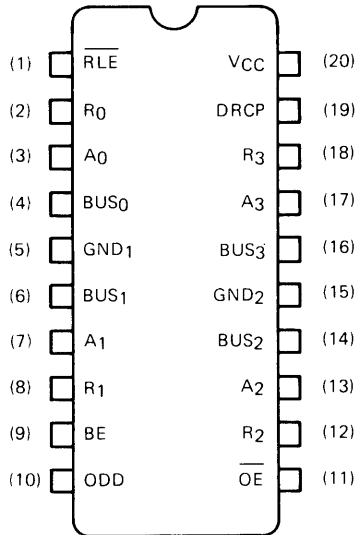 (1) R̅L̅E̅ VCC (20)
(2) R0 DRCP (19)
(3) A0 R3 (18)
(4) BUS0 A3 (17)
(5) GND1 BUS3 (16)
(6) BUS1 GND2 (15)
(7) A1 BUS2 (14)
(8) R1 A2 (13)
(9) BE R2 (12)
(10) ODD O̅E̅ (11)